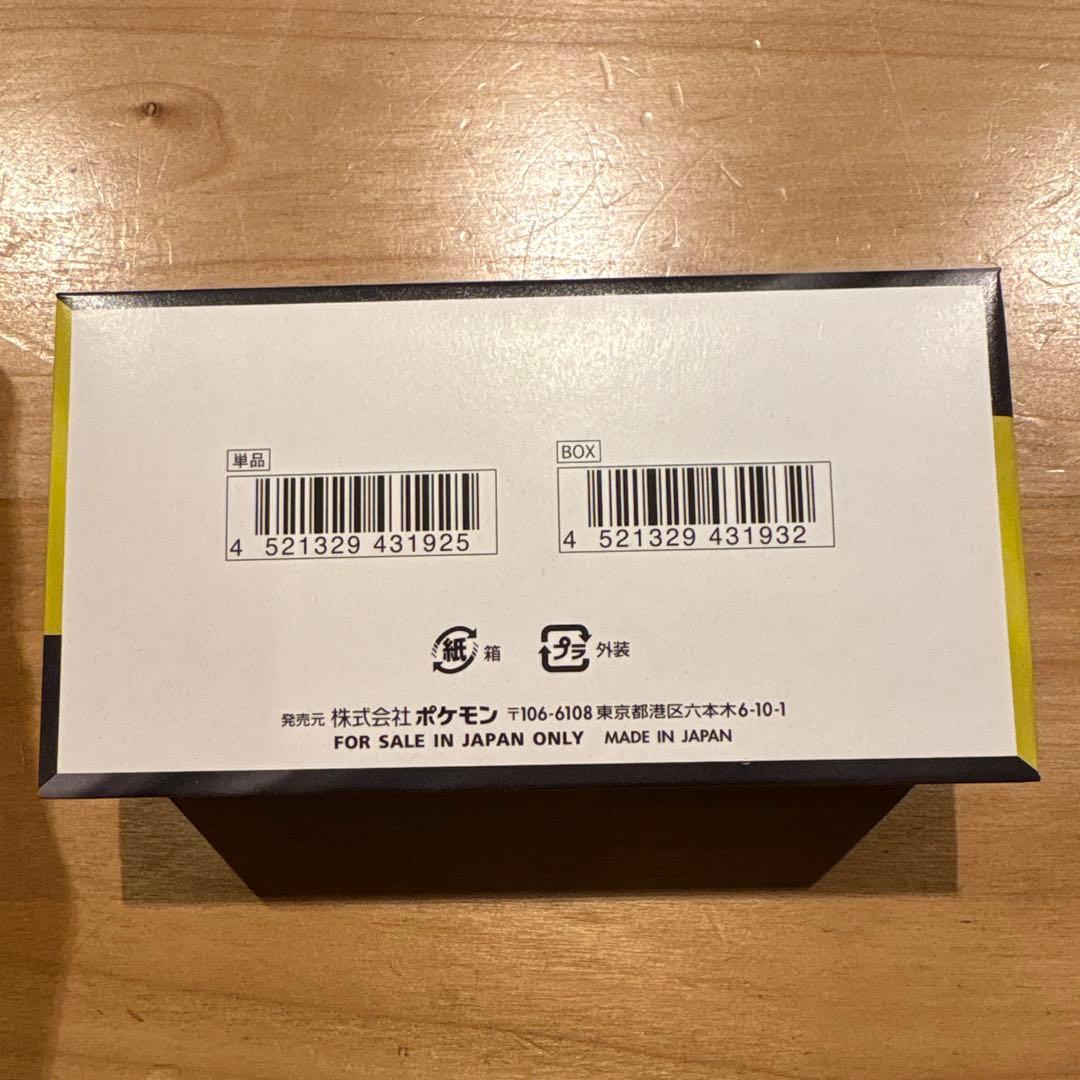 単品
4 521329 431925
BOX
4 521329 431932
紙 箱
プラ 外装
発売元 株式会社 ポケモン 〒106-6108 東京都港区六本木6-10-1
FOR SALE IN JAPAN ONLY MADE IN JAPAN